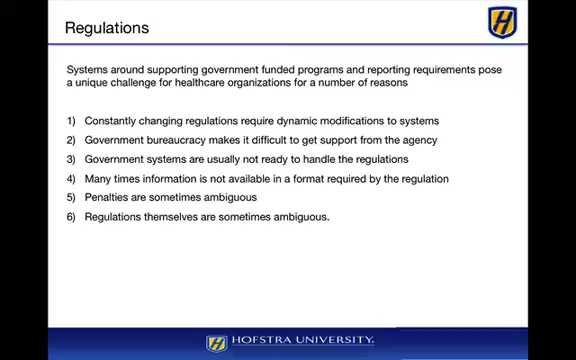 Regulations
Systems around supporting government funded programs and reporting requirements pose
a unique challenge for healthcare organizations for a number of reasons
1) Constantly changing regulations require dynamic modifications to systems
2) Government bureaucracy makes it difficult to get support from the agency
3) Government systems are usually not ready to handle the regulations
4) Many times information is not available in a format required by the regulation
5) Penalties are sometimes ambiguous
6) Regulations themselves are sometimes ambiguous.
HOFSTRA UNIVERSITY